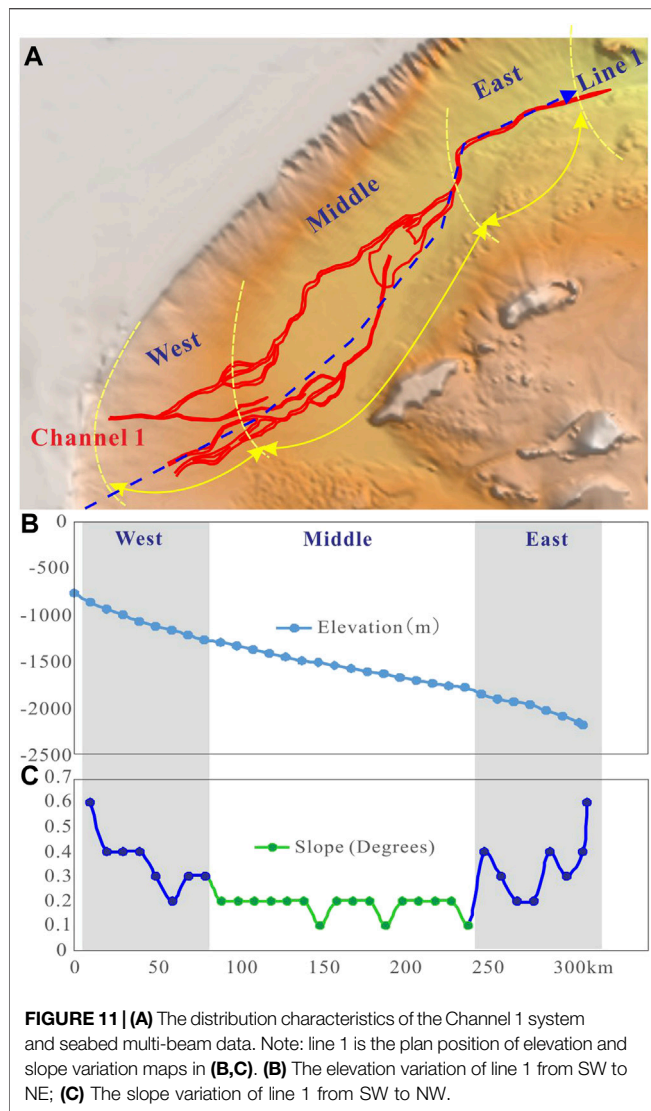 A
East
Line 1
Middle
West
Channel 1
B
0
West
Middle
East
-500
-1000
Elevation(m)
-1500
-2000
-2500
C
0.7
0.6
0.5
Slope (Degrees)
0.4
0.3
0.2
0.1
0
0 50 100 150 200 250 300km
FIGURE 11 | (A) The distribution characteristics of the Channel 1 system
and seabed multi-beam data. Note: line 1 is the plan position of elevation and
slope variation maps in (B,C). (B) The elevation variation of line 1 from SW to
NE; (C) The slope variation of line 1 from SW to NW.